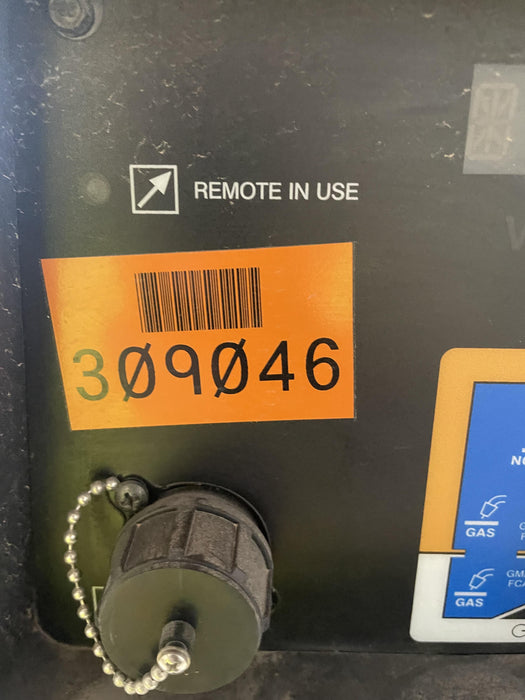 REMOTE IN USE
3Ø9Ø46
GAS
GAS